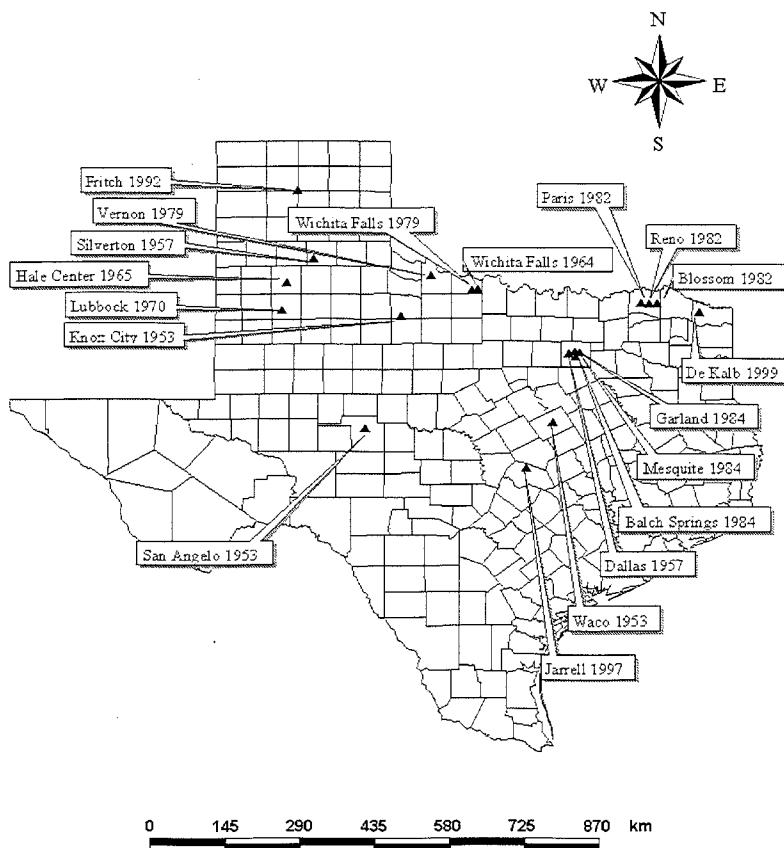 N
W E
S
Fritch 1992
Vernon 1979
Silverton 1957
Hale Center 1965
Lubbock 1970
Knox City 1953
Wichita Falls 1979
Wichita Falls 1964
Paris 1982
Reno 1982
Blossom 1982
De Kalb 1999
Garland 1984
Mesquite 1984
Balch Springs 1984
Dallas 1957
Waco 1953
Jarrell 1997
San Angelo 1953
0 145 290 435 580 725 870 km